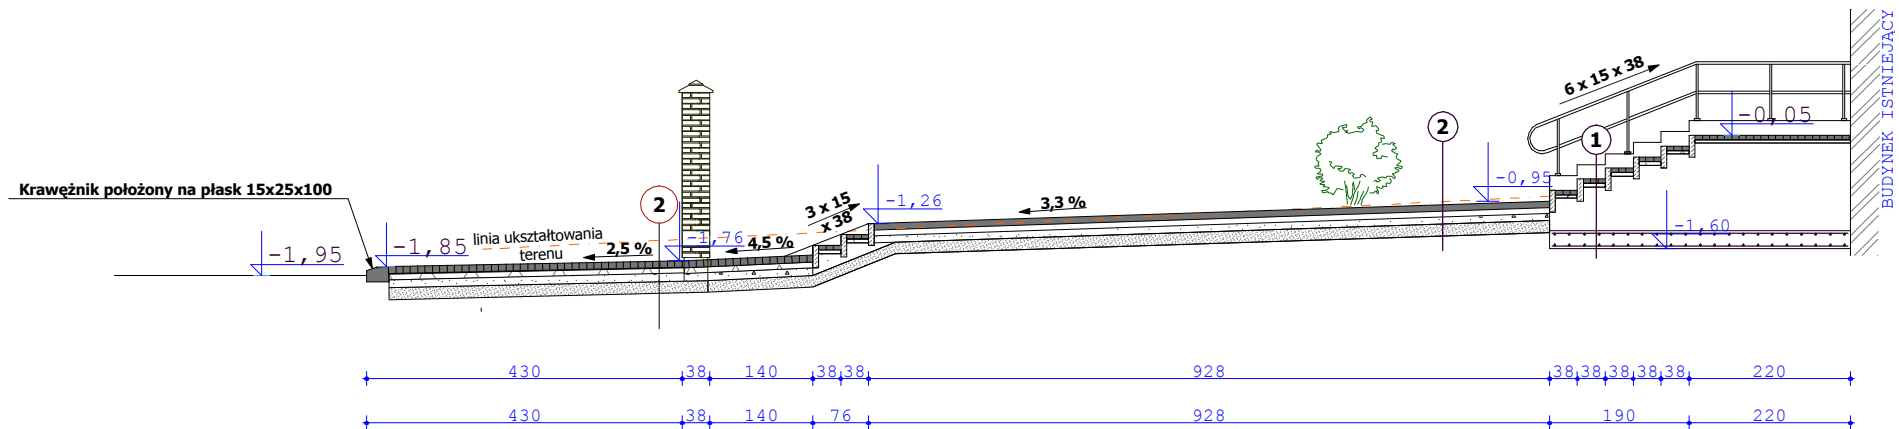 BUDYNEK ISTNIEJĄCY
6 x 15 x 38
-0,05
2
1
Krawężnik położony na płask 15x25x100
2
3 x 15
x 38
-1,26
3,3 %
-0,95
-1,95
-1,85
linia ukształtowania
terenu
2,5 %
-1,76
4,5 %
-1,60
430 38 140 38 38 928 38 38 38 38 38 220
430 38 140 76 928 190 220